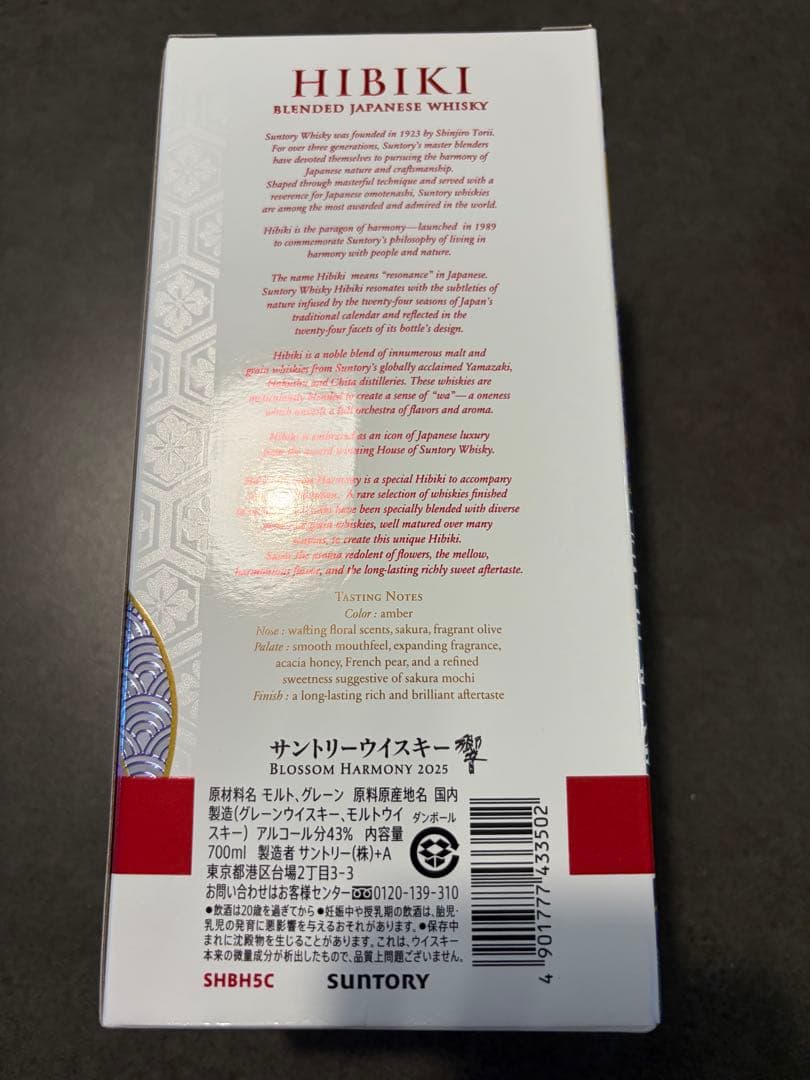 HIBIKI
BLENDED JAPANESE WHISKY
Suntory Whisky was founded in 1923 by Shinjiro Torii.
For over three generations, Suntory's master blenders
have devoted themselves to pursuing the harmony of
Japanese nature and craftsmanship.
Shaped through masterful technique and served with a
reverence for Japanese omotenashi, Suntory whiskies
are among the most awarded and admired in the world.
Hibiki is the paragon of harmony—launched in 1989
to commemorate Suntory's philosophy of living in
harmony with people and nature.
The name Hibiki means "resonance" in Japanese.
Suntory Whisky Hibiki resonates with the subtleties of
nature infused by the twenty-four seasons of Japan's
traditional calendar and reflected in the
twenty-four facets of its bottle's design.
Hibiki is a noble blend of innumerous malt and
grain whiskies from Suntory's globally acclaimed Yamazaki,
Hakushu and Chita distilleries. These whiskies are
meticulously blended to create a sense of "wa"—a oneness
which unveils a full orchestra of flavors and aroma.
Hibiki is embraced as an icon of Japanese luxury
from the award winning House of Suntory Whisky.
Harmony is a special Hibiki to accompany
A rare selection of whiskies finished
have been specially blended with diverse
grain whiskies, well matured over many
to create this unique Hibiki.
Savor the aroma redolent of flowers, the mellow,
harmonious flavor, and the long-lasting richly sweet aftertaste.
TASTING NOTES
Color : amber
Nose : wafting floral scents, sakura, fragrant olive
Palate : smooth mouthfeel, expanding fragrance,
acacia honey, French pear, and a refined
sweetness suggestive of sakura mochi
Finish : a long-lasting rich and brilliant aftertaste
サントリーウイスキー 響
BLOSSOM HARMONY 2025
原材料名 モルト、グレーン 原料原産地名 国内
製造(グレーンウイスキー、モルトウイ
スキー) アルコール分43% 内容量
700ml 製造者 サントリー(株)+A
東京都港区台場2丁目3-3
ダンボール
お問い合わせはお客様センター 0120-139-310
●飲酒は20歳を過ぎてから●妊娠中や授乳期の飲酒は、胎児・
乳児の発育に悪影響を与えるおそれがあります。●保存中
まれに沈殿物を生じることがあります。これは、ウイスキー
本来の微量成分が析出したもので、品質上問題ございません。
SHBH5C SUNTORY
4 901777 433502